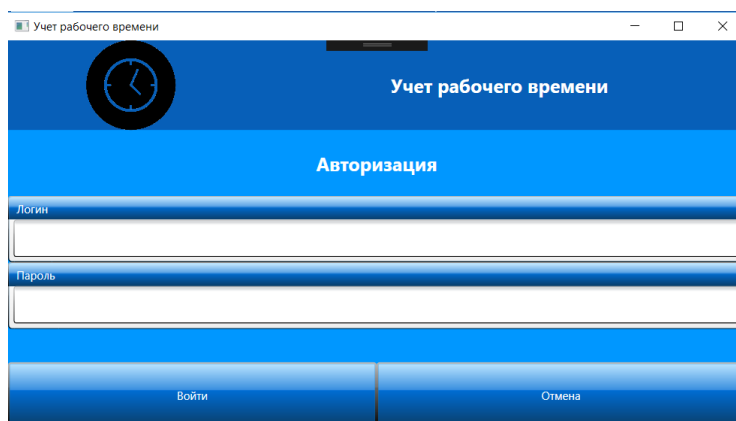 Учет рабочего времени
Учет рабочего времени
Авторизация
Логин
Пароль
Войти
Отмена